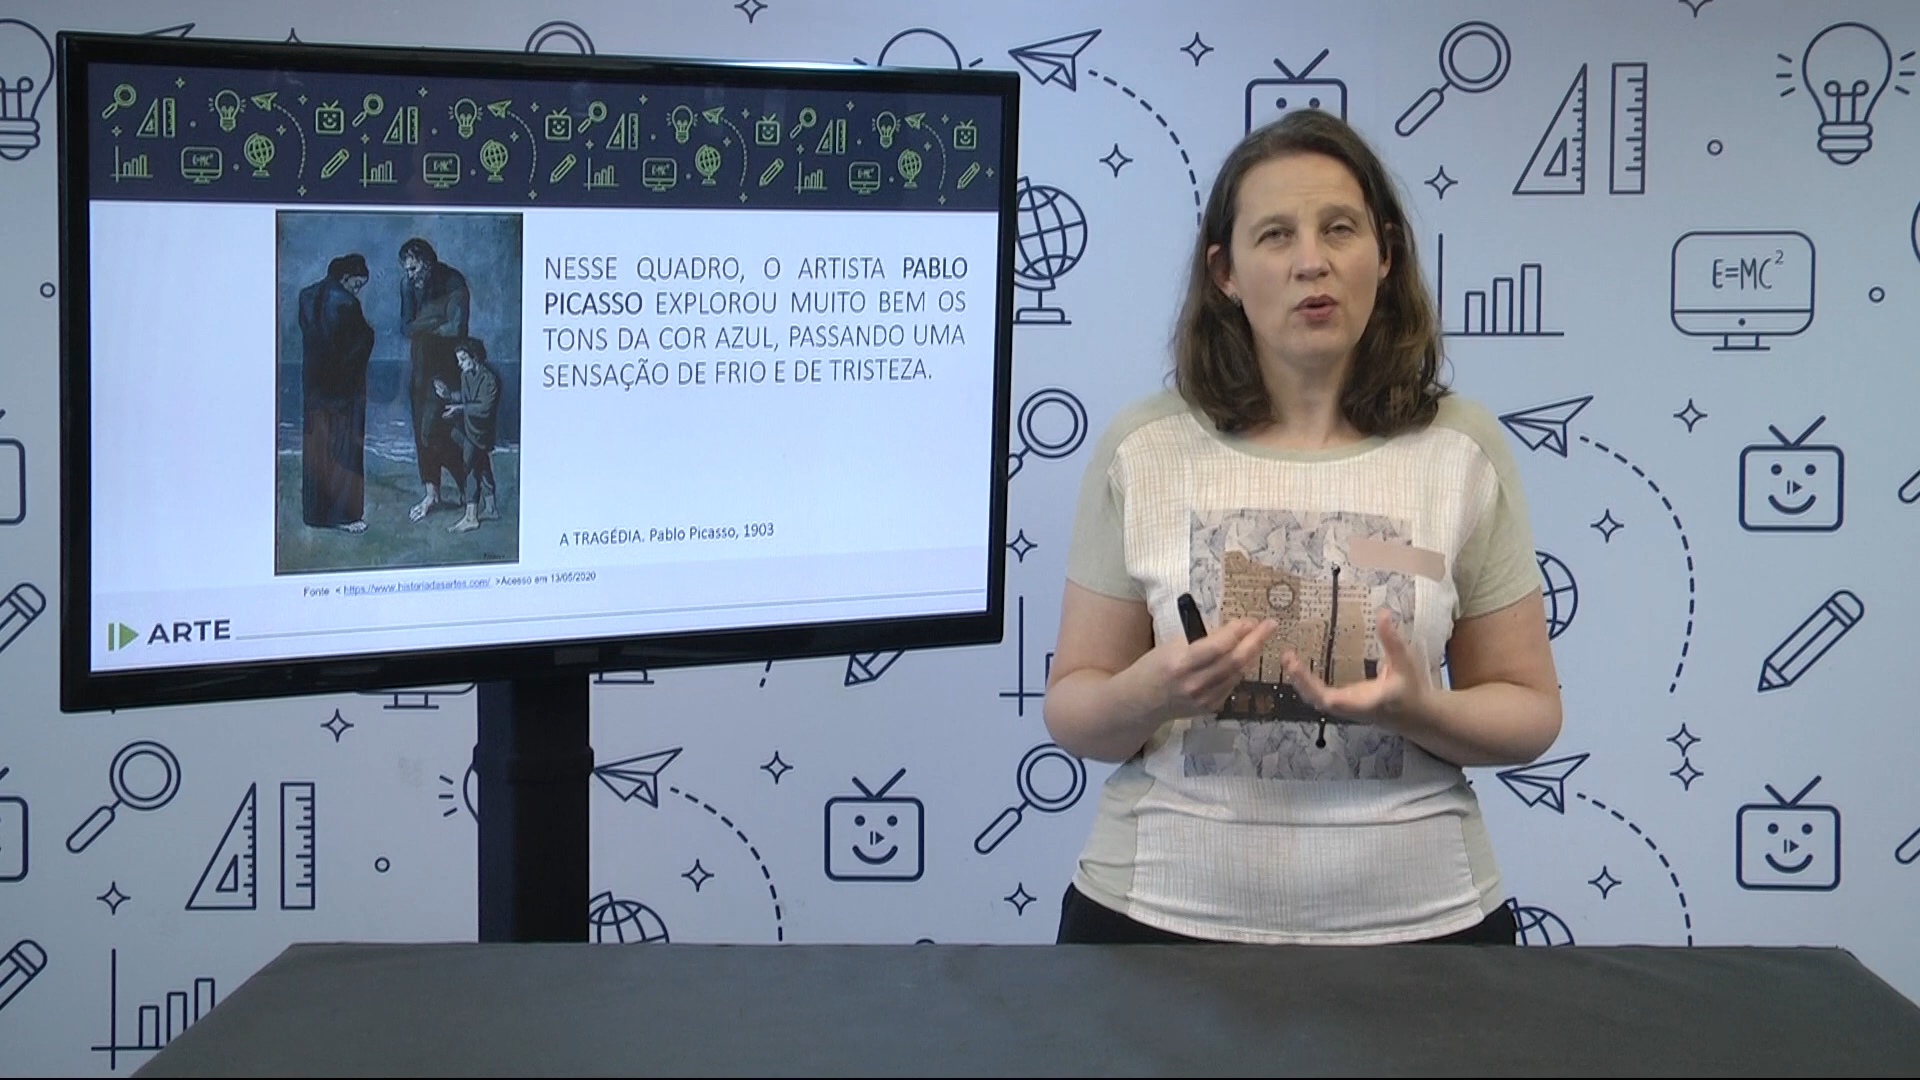 NESSE QUADRO, O ARTISTA PABLO
PICASSO EXPLOROU MUITO BEM OS
TONS DA COR AZUL, PASSANDO UMA
SENSAÇÃO DE FRIO E DE TRISTEZA.
A TRAGÉDIA. Pablo Picasso, 1903
Fonte < https://www.historiadasartes.com/ >Acesso em 13/05/2020
ARTE
E=MC²